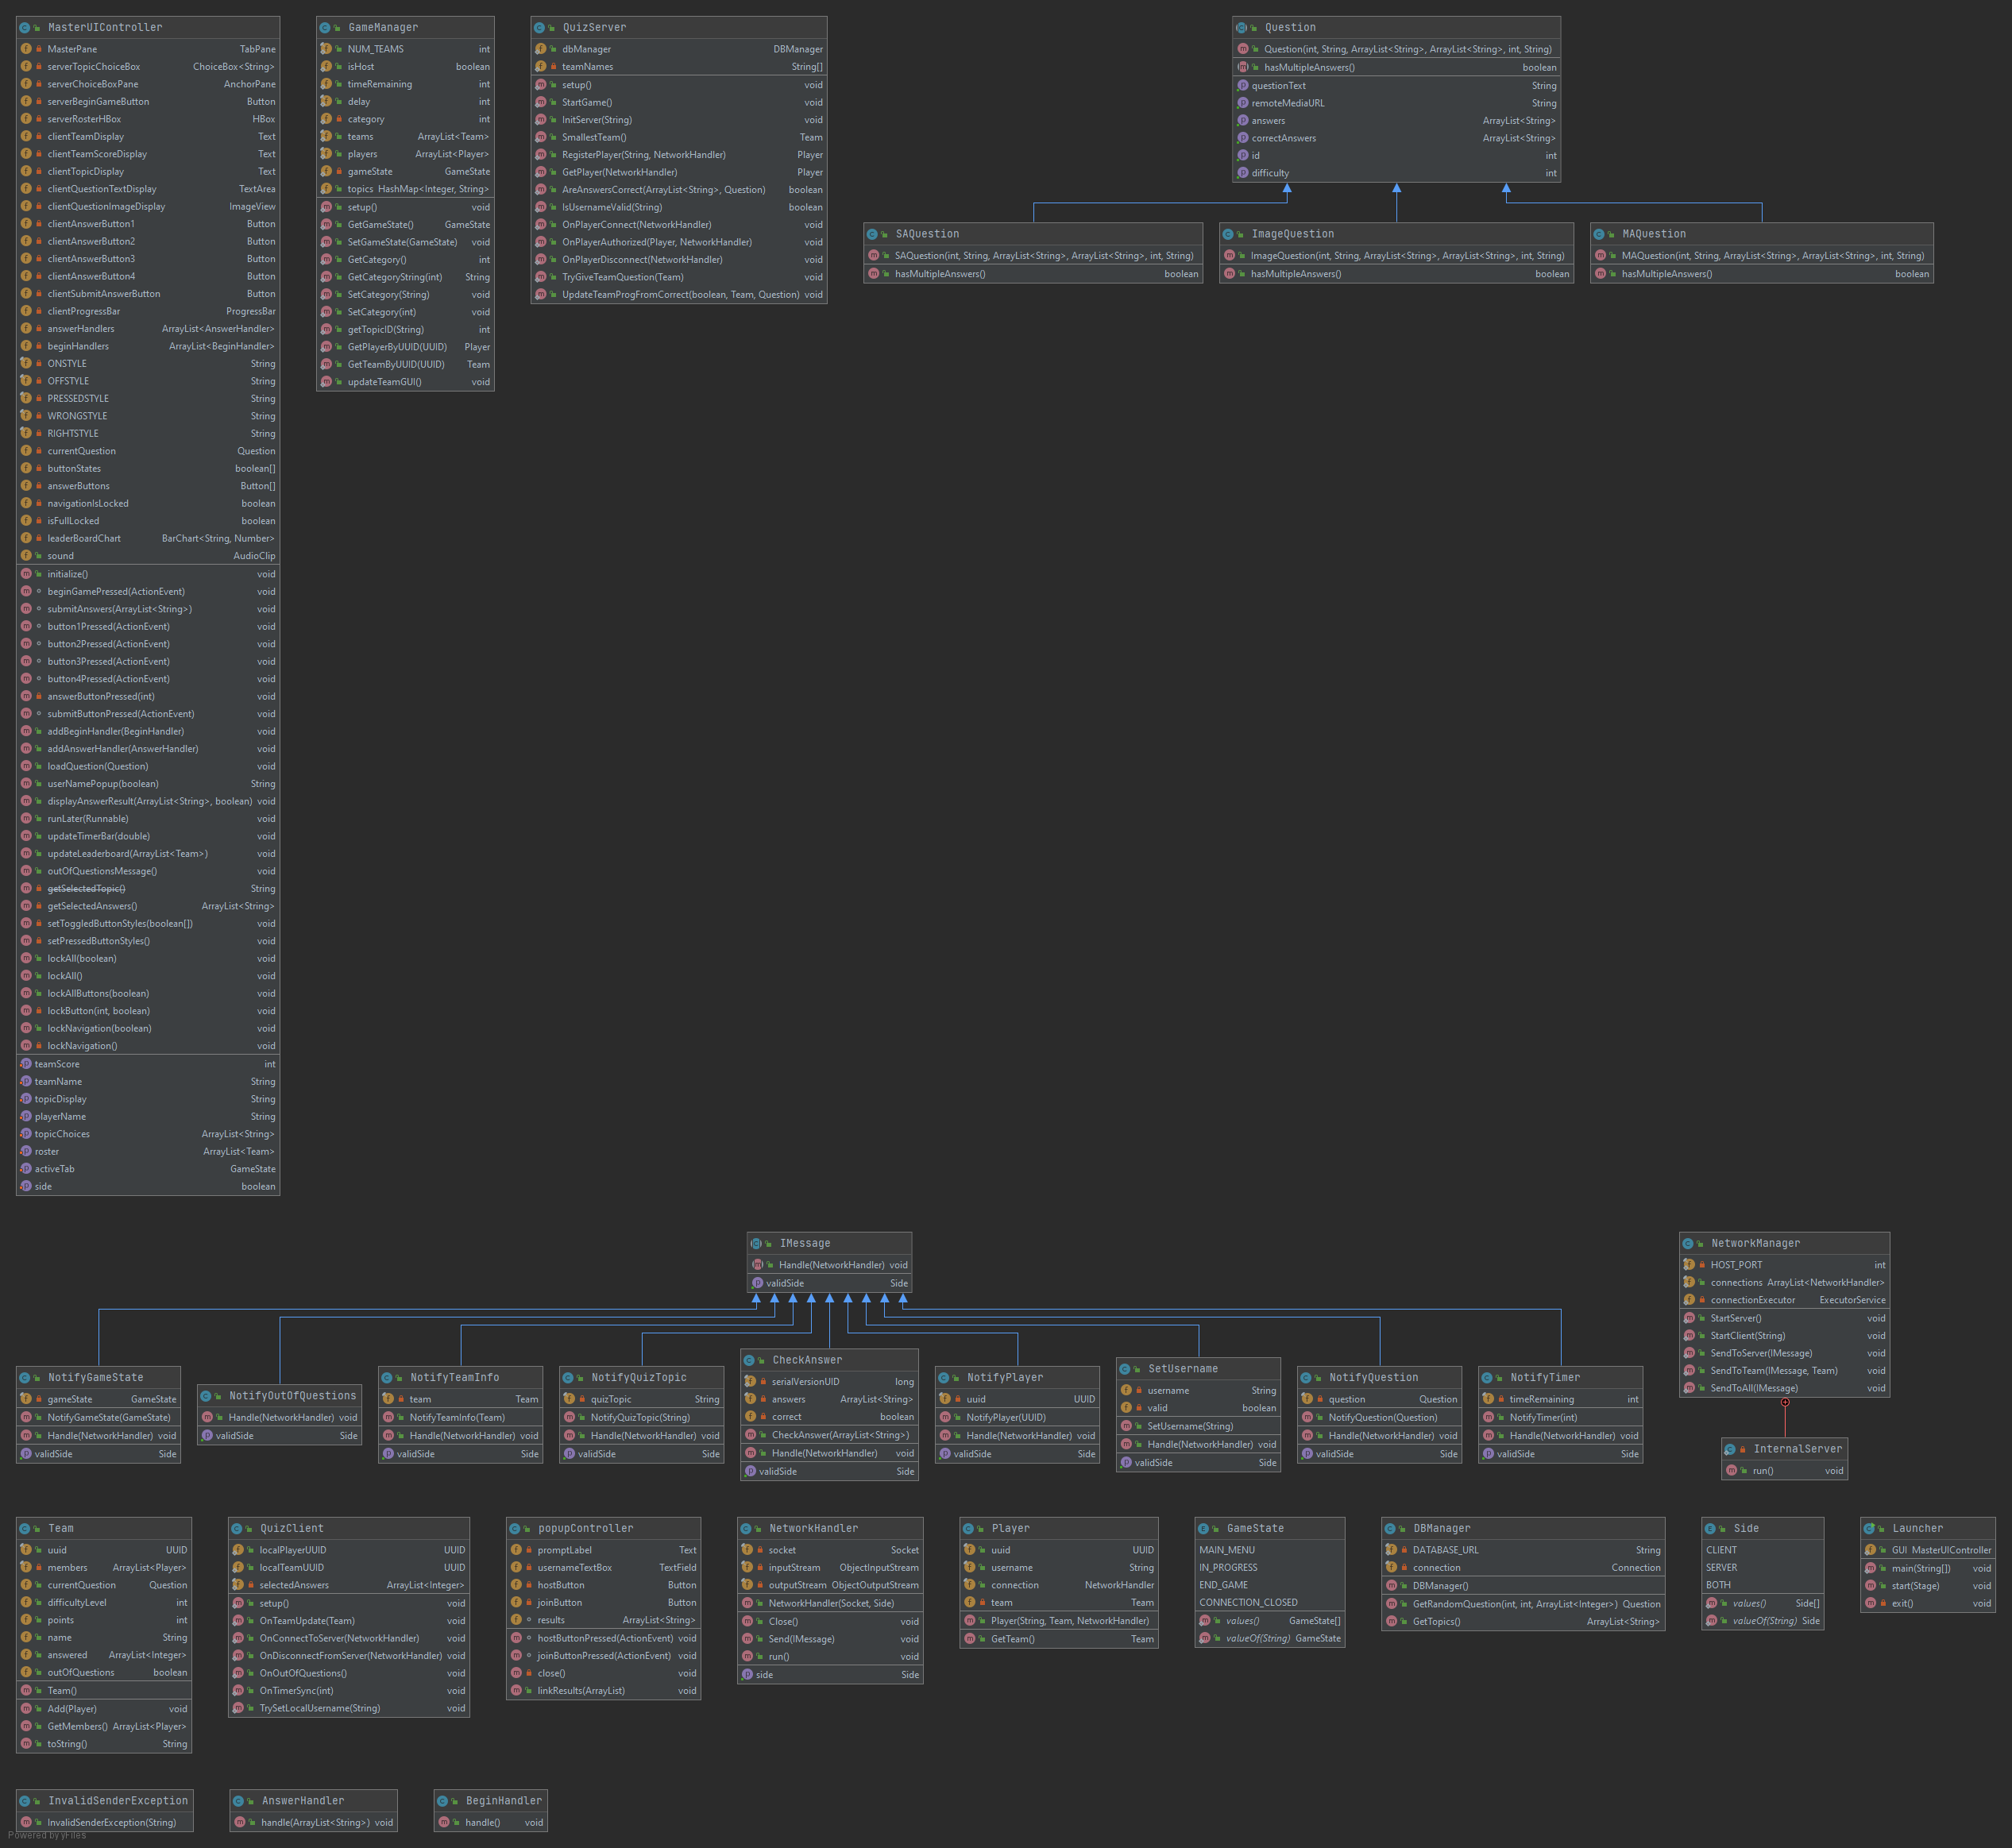 MasterUIController
MasterPane TabPane
serverTopicChoiceBox ChoiceBox<String>
serverChoiceBoxPane AnchorPane
serverBeginGameButton Button
serverRosterHBox HBox
clientTeamDisplay Text
clientTeamScoreDisplay Text
clientTopicDisplay Text
clientQuestionTextDisplay TextArea
clientQuestionImageDisplay ImageView
clientAnswerButton1 Button
clientAnswerButton2 Button
clientAnswerButton3 Button
clientAnswerButton4 Button
clientSubmitAnswerButton Button
clientProgressBar ProgressBar
answerHandlers ArrayList<AnswerHandler>
beginHandlers ArrayList<BeginHandler>
ONSTYLE String
OFFSTYLE String
PRESSEDSTYLE String
WRONGSTYLE String
RIGHTSTYLE String
currentQuestion Question
buttonStates boolean[]
answerButtons Button[]
navigationIsLocked boolean
isFullLocked boolean
leaderBoardChart BarChart<String, Number>
sound AudioClip
initialize() void
beginGamePressed(ActionEvent) void
submitAnswers(ArrayList<String>) void
button1Pressed(ActionEvent) void
button2Pressed(ActionEvent) void
button3Pressed(ActionEvent) void
button4Pressed(ActionEvent) void
answerButtonPressed(int) void
submitButtonPressed(ActionEvent) void
addBeginHandler(BeginHandler) void
addAnswerHandler(AnswerHandler) void
loadQuestion(Question) void
userNamePopup(boolean) String
displayAnswerResult(ArrayList<String>, boolean) void
runLater(Runnable) void
updateTimerBar(double) void
updateLeaderboard(ArrayList<Team>) void
outOfQuestionsMessage() void
getSelectedTopic() String
getSelectedAnswers() ArrayList<String>
setToggledButtonStyles(boolean[]) void
setPressedButtonStyles() void
lockAll(boolean) void
lockAll() void
lockAllButtons(boolean) void
lockButton(int, boolean) void
lockNavigation(boolean) void
lockNavigation() void
teamScore int
teamName String
topicDisplay String
playerName String
topicChoices ArrayList<String>
roster ArrayList<Team>
activeTab GameState
side boolean
GameManager
NUM_TEAMS int
isHost boolean
timeRemaining int
delay int
category int
teams ArrayList<Team>
players ArrayList<Player>
gameState GameState
topics HashMap<Integer, String>
setup() void
GetGameState() GameState
SetGameState(GameState) void
GetCategory() int
GetCategoryString(int) String
SetCategory(String) void
SetCategory(int) void
getTopicID(String) int
GetPlayerByUUID(UUID) Player
GetTeamByUUID(UUID) Team
updateTeamGUI() void
QuizServer
dbManager DBManager
teamNames String[]
setup() void
StartGame() void
InitServer(String) void
SmallestTeam() Team
RegisterPlayer(String, NetworkHandler) Player
GetPlayer(NetworkHandler) Player
AreAnswersCorrect(ArrayList<String>, Question) boolean
IsUsernameValid(String) boolean
OnPlayerConnect(NetworkHandler) void
OnPlayerAuthorized(Player, NetworkHandler) void
OnPlayerDisconnect(NetworkHandler) void
TryGiveTeamQuestion(Team) void
UpdateTeamProgFromCorrect(boolean, Team, Question) void
Question
Question(int, String, ArrayList<String>, ArrayList<String>, int, String)
hasMultipleAnswers() boolean
questionText String
remoteMediaURL String
answers ArrayList<String>
correctAnswers ArrayList<String>
id int
difficulty int
SAQuestion
SAQuestion(int, String, ArrayList<String>, ArrayList<String>, int, String)
hasMultipleAnswers() boolean
ImageQuestion
ImageQuestion(int, String, ArrayList<String>, ArrayList<String>, int, String)
hasMultipleAnswers() boolean
MAQuestion
MAQuestion(int, String, ArrayList<String>, ArrayList<String>, int, String)
hasMultipleAnswers() boolean
IMessage
Handle(NetworkHandler) void
validSide Side
NetworkManager
HOST_PORT int
connections ArrayList<NetworkHandler>
connectionExecutor ExecutorService
StartServer() void
StartClient(String) void
SendToServer(IMessage) void
SendToTeam(IMessage, Team) void
SendToAll(IMessage) void
InternalServer
run() void
NotifyGameState
gameState GameState
NotifyGameState(GameState)
Handle(NetworkHandler) void
validSide Side
NotifyOutOfQuestions
Handle(NetworkHandler) void
validSide Side
NotifyTeamInfo
team Team
NotifyTeamInfo(Team)
Handle(NetworkHandler) void
validSide Side
NotifyQuizTopic
quizTopic String
NotifyQuizTopic(String)
Handle(NetworkHandler) void
validSide Side
CheckAnswer
serialVersionUID long
answers ArrayList<String>
correct boolean
CheckAnswer(ArrayList<String>)
Handle(NetworkHandler) void
validSide Side
NotifyPlayer
uuid UUID
NotifyPlayer(UUID)
Handle(NetworkHandler) void
validSide Side
SetUsername
username String
valid boolean
SetUsername(String)
Handle(NetworkHandler) void
validSide Side
NotifyQuestion
question Question
NotifyQuestion(Question)
Handle(NetworkHandler) void
validSide Side
NotifyTimer
timeRemaining int
NotifyTimer(int)
Handle(NetworkHandler) void
validSide Side
Team
uuid UUID
members ArrayList<Player>
currentQuestion Question
difficultyLevel int
points int
name String
answered ArrayList<Integer>
outOfQuestions boolean
Team()
Add(Player) void
GetMembers() ArrayList<Player>
toString() String
QuizClient
localPlayerUUID UUID
localTeamUUID UUID
selectedAnswers ArrayList<Integer>
setup() void
OnTeamUpdate(Team) void
OnConnectToServer(NetworkHandler) void
OnDisconnectFromServer(NetworkHandler) void
OnOutOfQuestions() void
OnTimerSync(int) void
TrySetLocalUsername(String) void
popupController
promptLabel Text
usernameTextBox TextField
hostButton Button
joinButton Button
results ArrayList<String>
hostButtonPressed(ActionEvent) void
joinButtonPressed(ActionEvent) void
close() void
linkResults(ArrayList) void
NetworkHandler
socket Socket
inputStream ObjectInputStream
outputStream ObjectOutputStream
NetworkHandler(Socket, Side)
Close() void
Send(IMessage) void
run() void
side Side
Player
uuid UUID
username String
connection NetworkHandler
team Team
Player(String, Team, NetworkHandler)
GetTeam() Team
GameState
MAIN_MENU
IN_PROGRESS
END_GAME
CONNECTION_CLOSED
values() GameState[]
valueOf(String) GameState
DBManager
DATABASE_URL String
connection Connection
DBManager()
GetRandomQuestion(int, int, ArrayList<Integer>) Question
GetTopics() ArrayList<String>
Side
CLIENT
SERVER
BOTH
values() Side[]
valueOf(String) Side
Launcher
GUI MasterUIController
main(String[]) void
start(Stage) void
exit() void
InvalidSenderException
InvalidSenderException(String)
AnswerHandler
handle(ArrayList<String>) void
BeginHandler
handle() void
Powered by yFiles